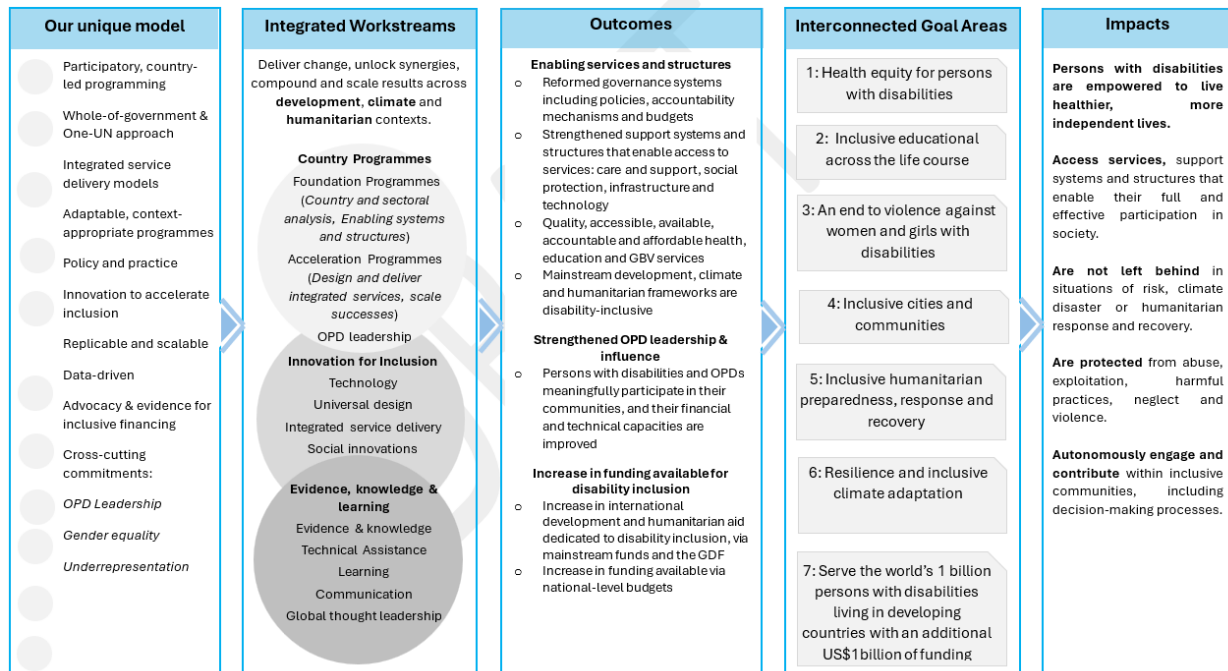 Our unique model
Participatory, country-
led programming
Whole-of-government &
One-UN approach
Integrated service
delivery models
Adaptable, context-
appropriate programmes
Policy and practice
Innovation to accelerate
inclusion
Replicable and scalable
Data-driven
Advocacy & evidence for
inclusive financing
Cross-cutting
commitments:
OPD Leadership
Gender equality
Underrepresentation
Integrated Workstreams
Deliver change, unlock synergies,
compound and scale results across
development, climate and
humanitarian contexts.
Country Programmes
Foundation Programmes
(Country and sectoral
analysis, Enabling systems
and structures)
Acceleration Programmes
(Design and deliver
integrated services, scale
successes)
OPD leadership
Innovation for Inclusion
Technology
Universal design
Integrated service delivery
Social innovations
Evidence, knowledge &
learning
Evidence & knowledge
Technical Assistance
Learning
Communication
Global thought leadership
Outcomes
Enabling services and structures
o Reformed governance systems
including policies, accountability
mechanisms and budgets
o Strengthened support systems and
structures that enable access to
services: care and support, social
protection, infrastructure and
technology
o Quality, accessible, available,
accountable and affordable health,
education and GBV services
o Mainstream development, climate
and humanitarian frameworks are
disability-inclusive
Strengthened OPD leadership &
influence
o Persons with disabilities and OPDs
meaningfully participate in their
communities, and their financial
and technical capacities are
improved
Increase in funding available for
disability inclusion
o Increase in international
development and humanitarian aid
dedicated to disability inclusion, via
mainstream funds and the GDF
o Increase in funding available via
national-level budgets
Interconnected Goal Areas
1: Health equity for persons
with disabilities
2: Inclusive educational
across the life course
3: An end to violence against
women and girls with
disabilities
4: Inclusive cities and
communities
5: Inclusive humanitarian
preparedness, response and
recovery
6: Resilience and inclusive
climate adaptation
7: Serve the world's 1 billion
persons with disabilities
living in developing
countries with an additional
US$1 billion of funding
Impacts
Persons with disabilities
are empowered to live
healthier, more
independent lives.
Access services, support
systems and structures that
enable their full and
effective participation in
society.
Are not left behind in
situations of risk, climate
disaster or humanitarian
response and recovery.
Are protected from abuse,
exploitation, harmful
practices, neglect and
violence.
Autonomously engage and
contribute within inclusive
communities, including
decision-making processes.